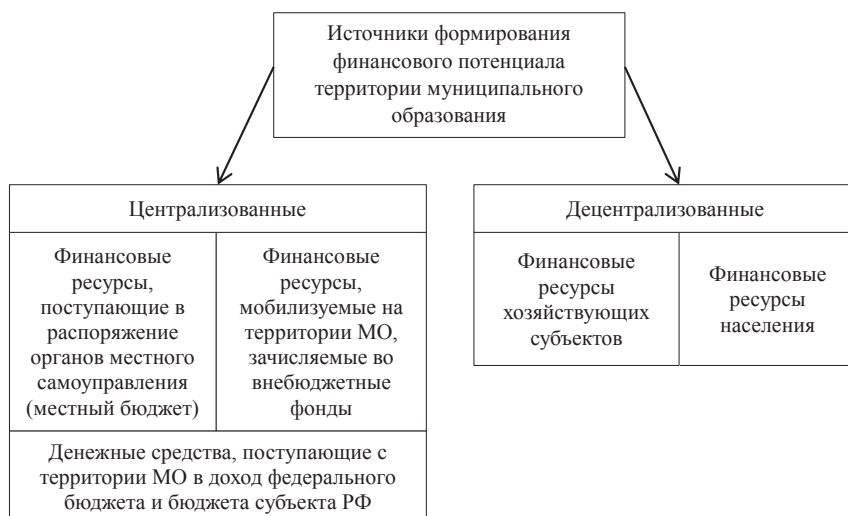 Источники формирования
финансового потенциала
территории муниципального
образования
Централизованные
Финансовые
ресурсы,
поступающие в
распоряжение
органов местного
самоуправления
(местный бюджет)
Финансовые
ресурсы,
мобилизуемые на
территории МО,
зачисляемые во
внебюджетные
фонды
Денежные средства, поступающие с
территории МО в доход федерального
бюджета и бюджета субъекта РФ
Децентрализованные
Финансовые
ресурсы
хозяйствующих
субъектов
Финансовые
ресурсы
населения